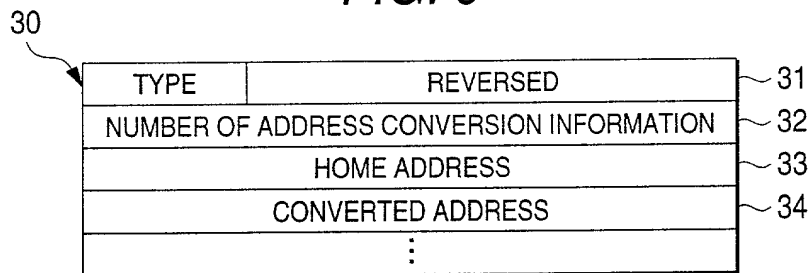 30
TYPE REVERSED 31
NUMBER OF ADDRESS CONVERSION INFORMATION 32
HOME ADDRESS 33
CONVERTED ADDRESS 34
⋮